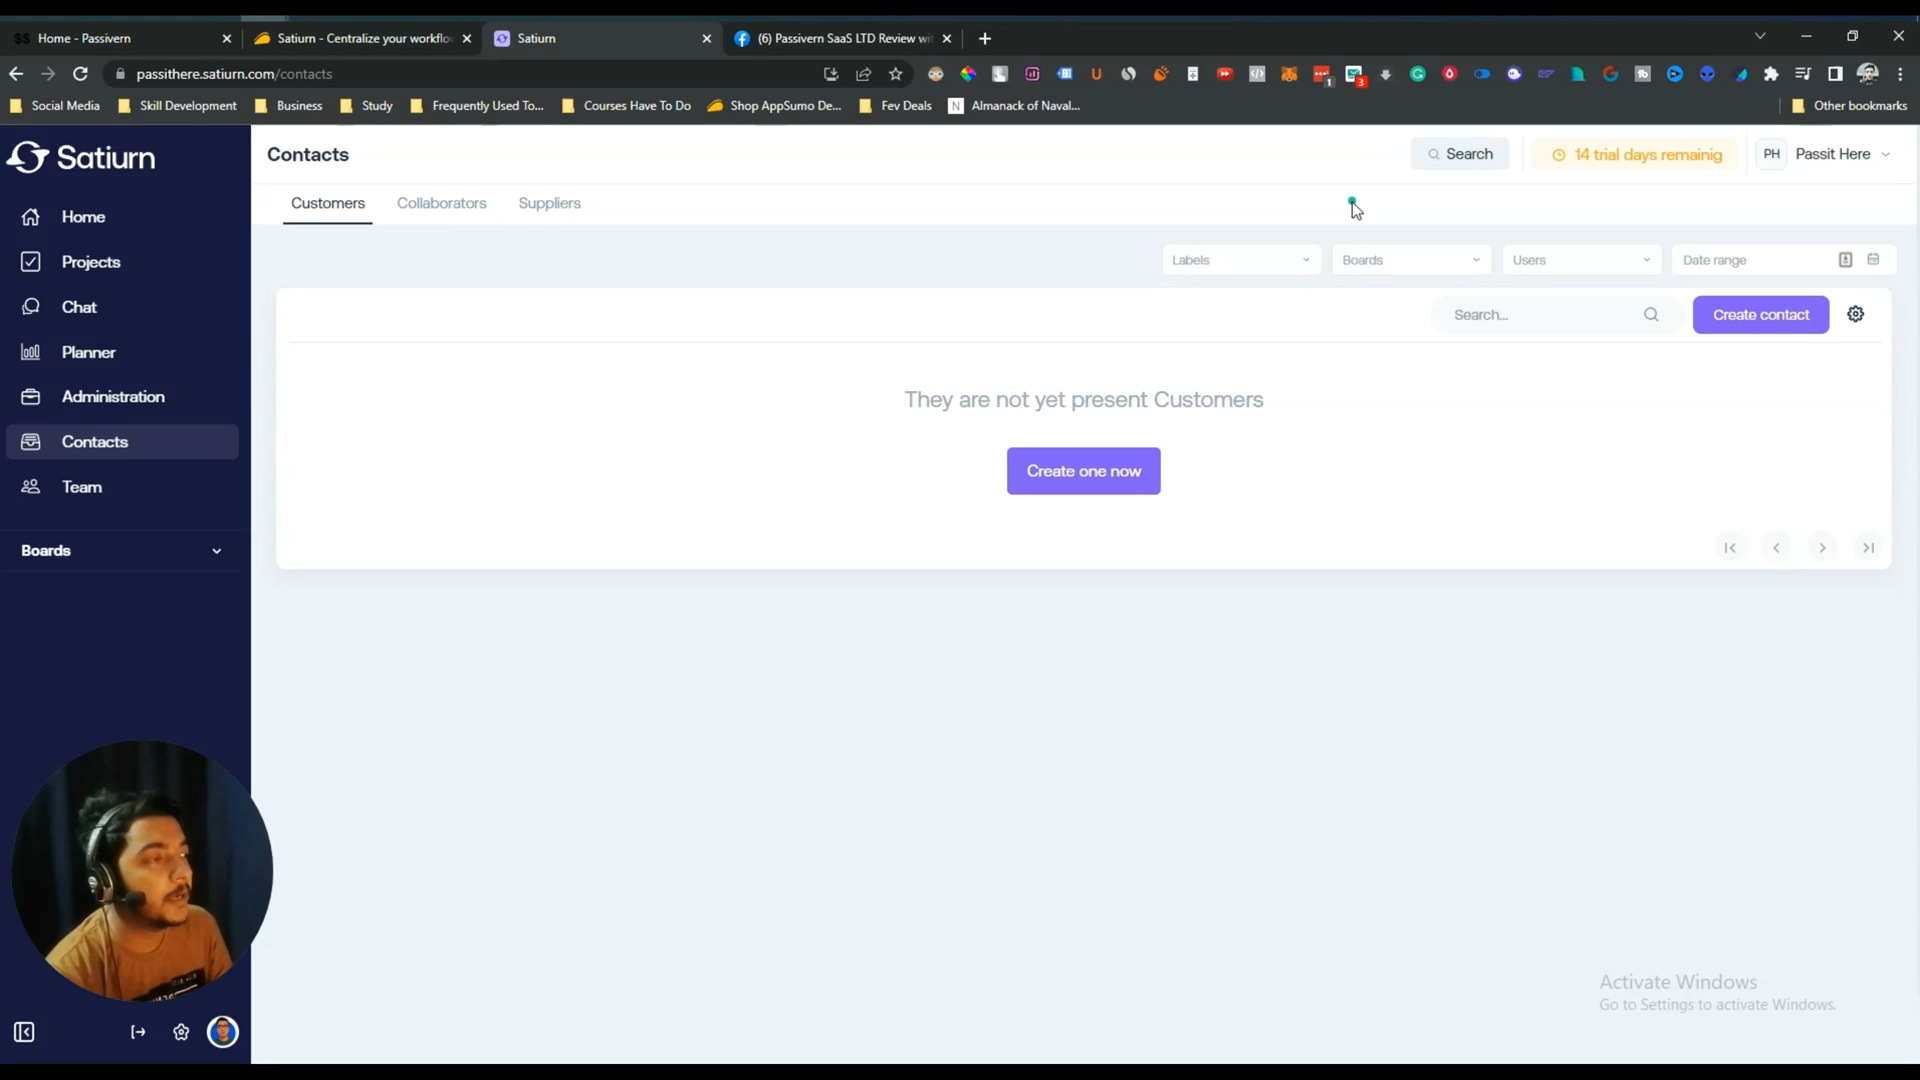 Home - Passivern
Satiurn - Centralize your workflo
Satiurn
(6) Passivern SaaS LTD Review wi
passithere.satiurn.com/contacts
Social Media
Skill Development
Business
Study
Frequently Used To...
Courses Have To Do
Shop AppSumo De...
Fev Deals
Almanack of Naval...
Other bookmarks
Satiurn
Contacts
Search
14 trial days remainig
PH
Passit Here
Home
Projects
Chat
Planner
Administration
Contacts
Team
Boards
Customers
Collaborators
Suppliers
Labels
Boards
Users
Date range
Search...
Create contact
They are not yet present Customers
Create one now
Activate Windows
Go to Settings to activate Windows.